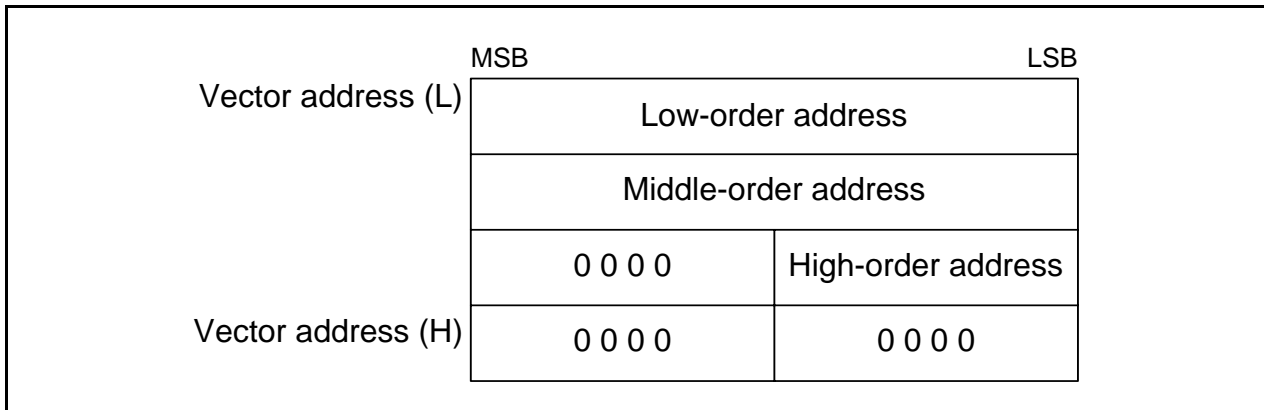 MSB LSB
Vector address (L) Low-order address
Middle-order address
0 0 0 0 High-order address
Vector address (H) 0 0 0 0 0 0 0 0